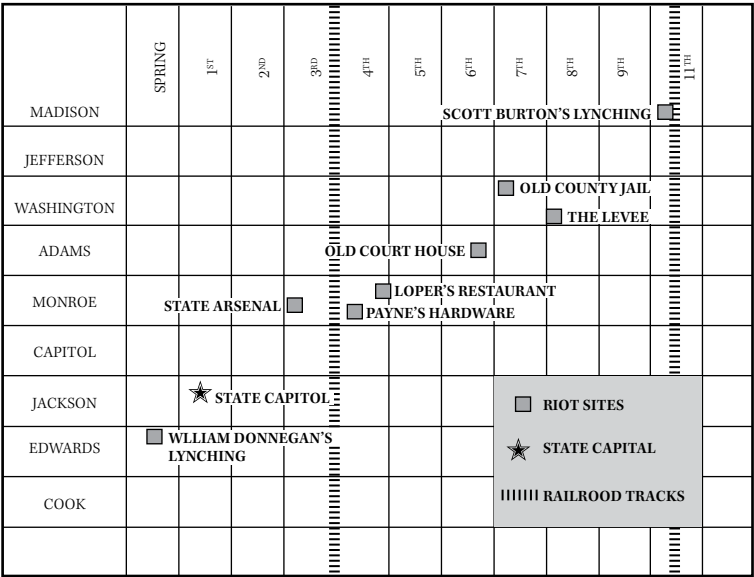 SPRING
1ST
2ND
3RD
4TH
5TH
6TH
7TH
8TH
9TH
11TH
MADISON
SCOTT BURTON'S LYNCHING
JEFFERSON
OLD COUNTY JAIL
WASHINGTON
THE LEVEE
ADAMS
OLD COURT HOUSE
LOPER'S RESTAURANT
MONROE
STATE ARSENAL
PAYNE'S HARDWARE
CAPITOL
JACKSON
STATE CAPITOL
EDWARDS
WLLIAM DONNEGAN'S
LYNCHING
COOK
RIOT SITES
STATE CAPITAL
RAILROOD TRACKS